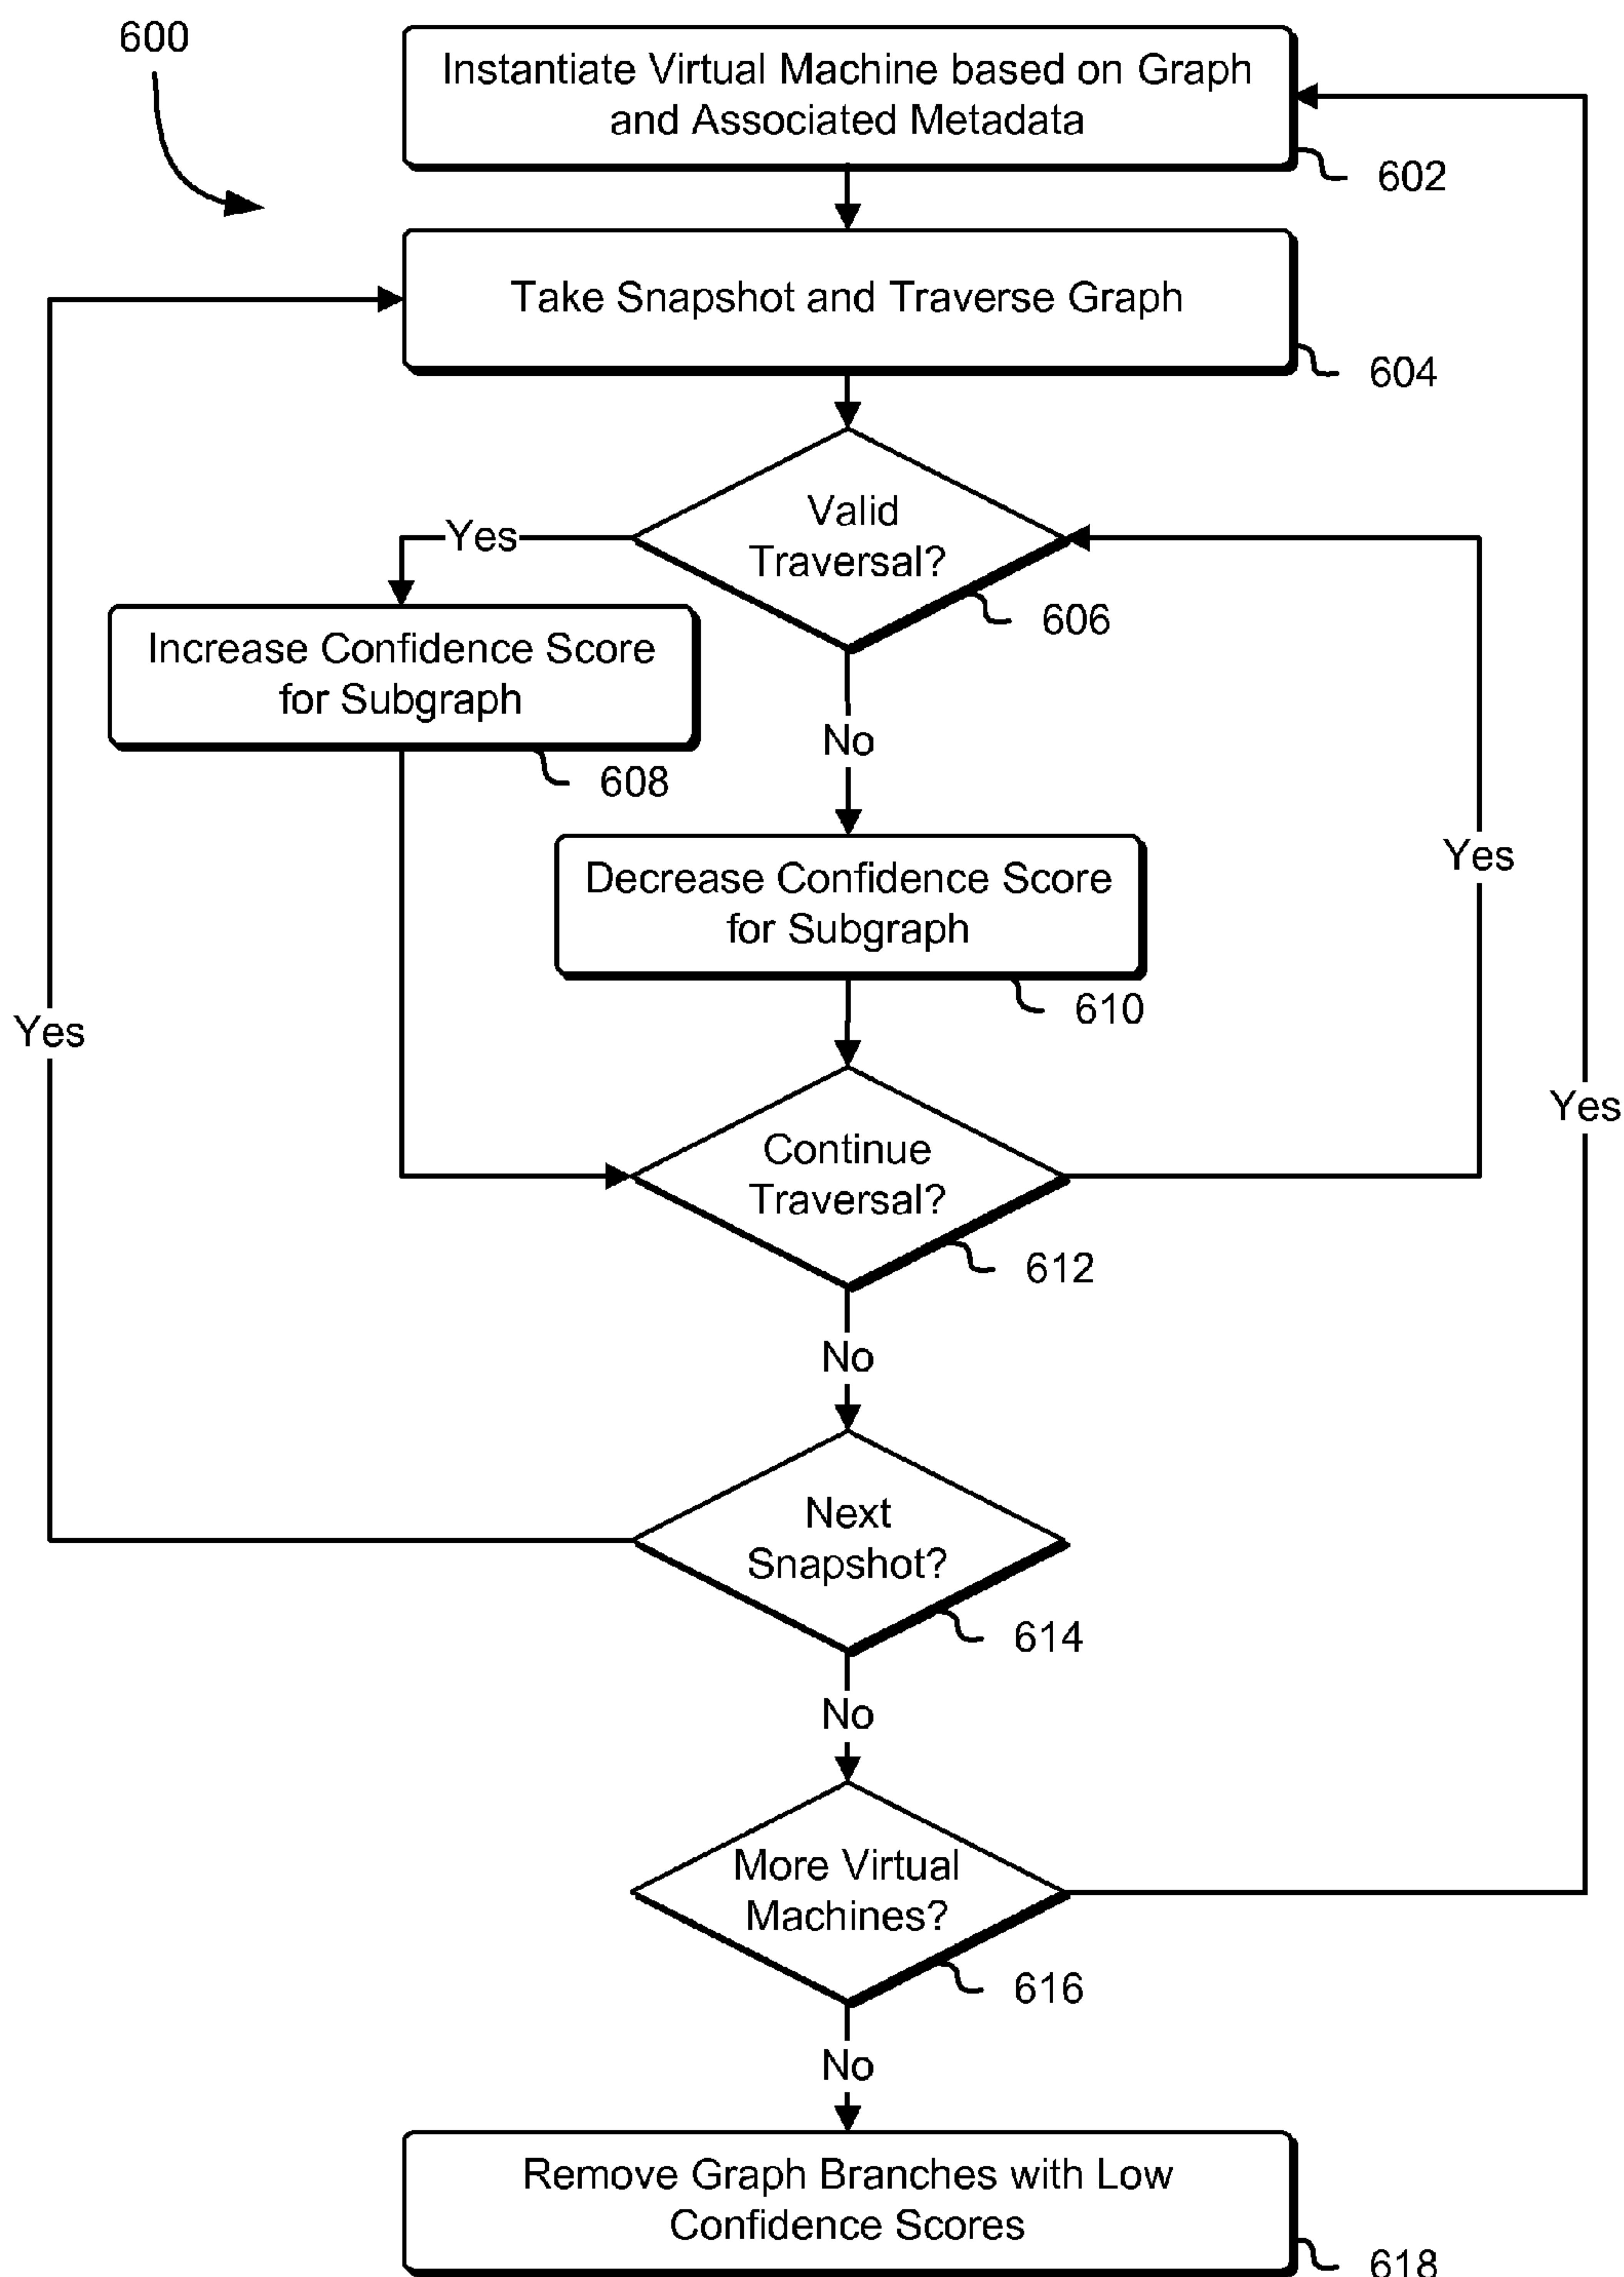 600
Instantiate Virtual Machine based on Graph
and Associated Metadata
602
Take Snapshot and Traverse Graph
604
Valid
Traversal?
606
Yes
Increase Confidence Score
for Subgraph
608
No
Decrease Confidence Score
for Subgraph
610
Yes
Yes
Continue
Traversal?
612
Yes
No
Next
Snapshot?
614
No
More Virtual
Machines?
616
No
Remove Graph Branches with Low
Confidence Scores
618